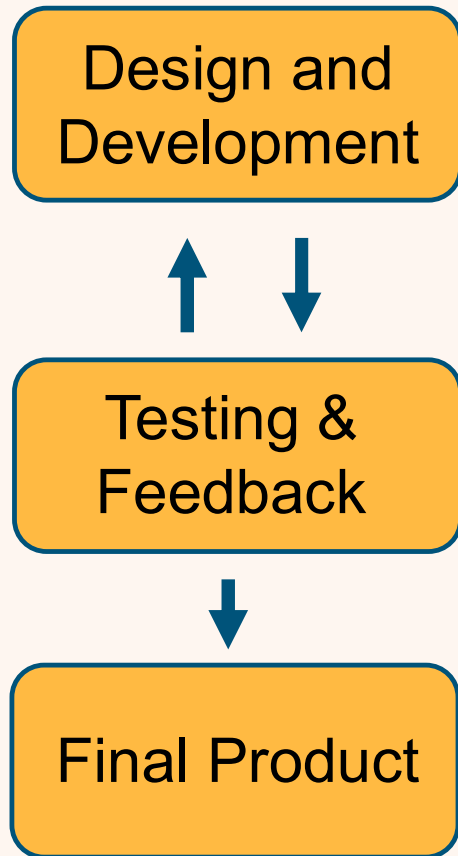 Design and
Development
Testing &
Feedback
Final Product